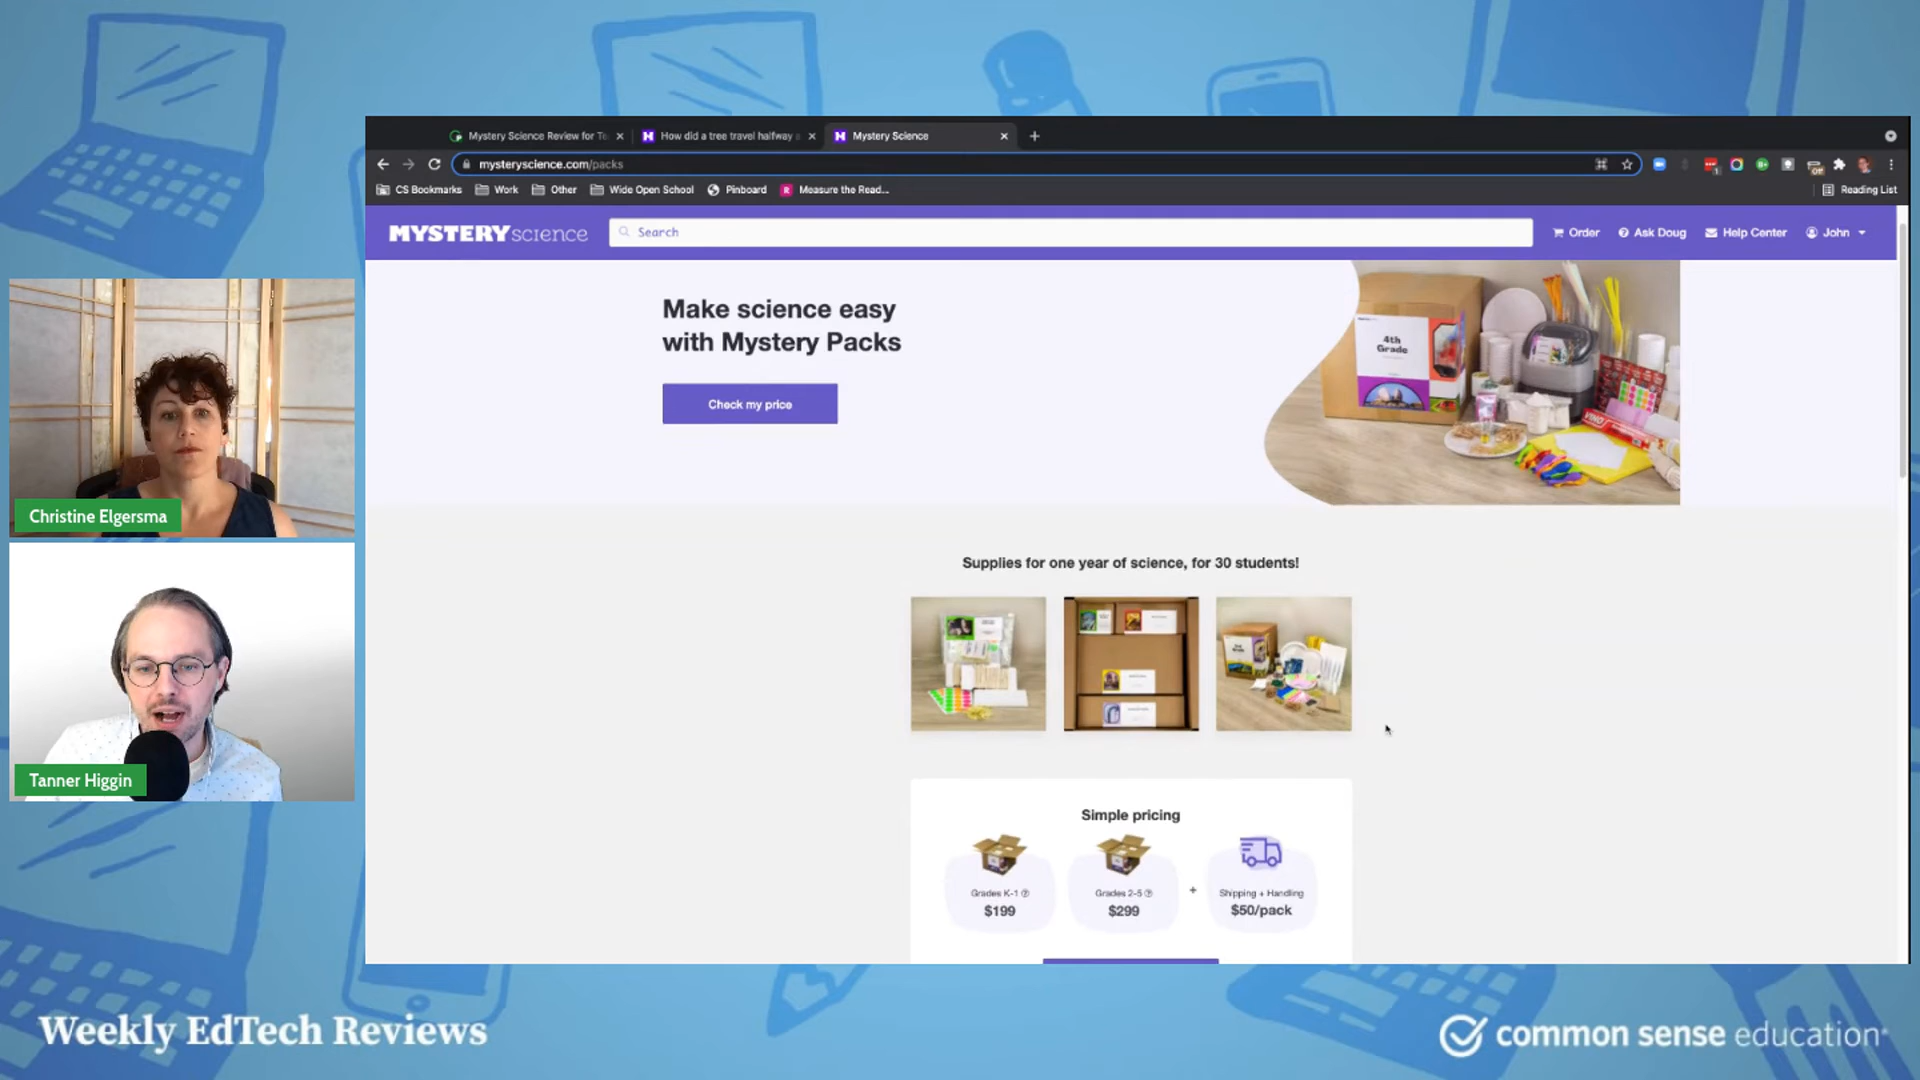 Mystery Science Review for Te
How did a tree travel halfway a
Mystery Science
mysteryscience.com/packs
CS Bookmarks
Work
Other
Wide Open School
Pinboard
Measure the Read...
Reading List
MYSTERYscience
Search
Order
Ask Doug
Help Center
John
Make science easy
with Mystery Packs
Check my price
4th
Grade
Supplies for one year of science, for 30 students!
Simple pricing
Grades K-1
$199
Grades 2-5
$299
+
Shipping + Handling
$50/pack
Christine Elgersma
Tanner Higgin
Weekly EdTech Reviews
common sense education